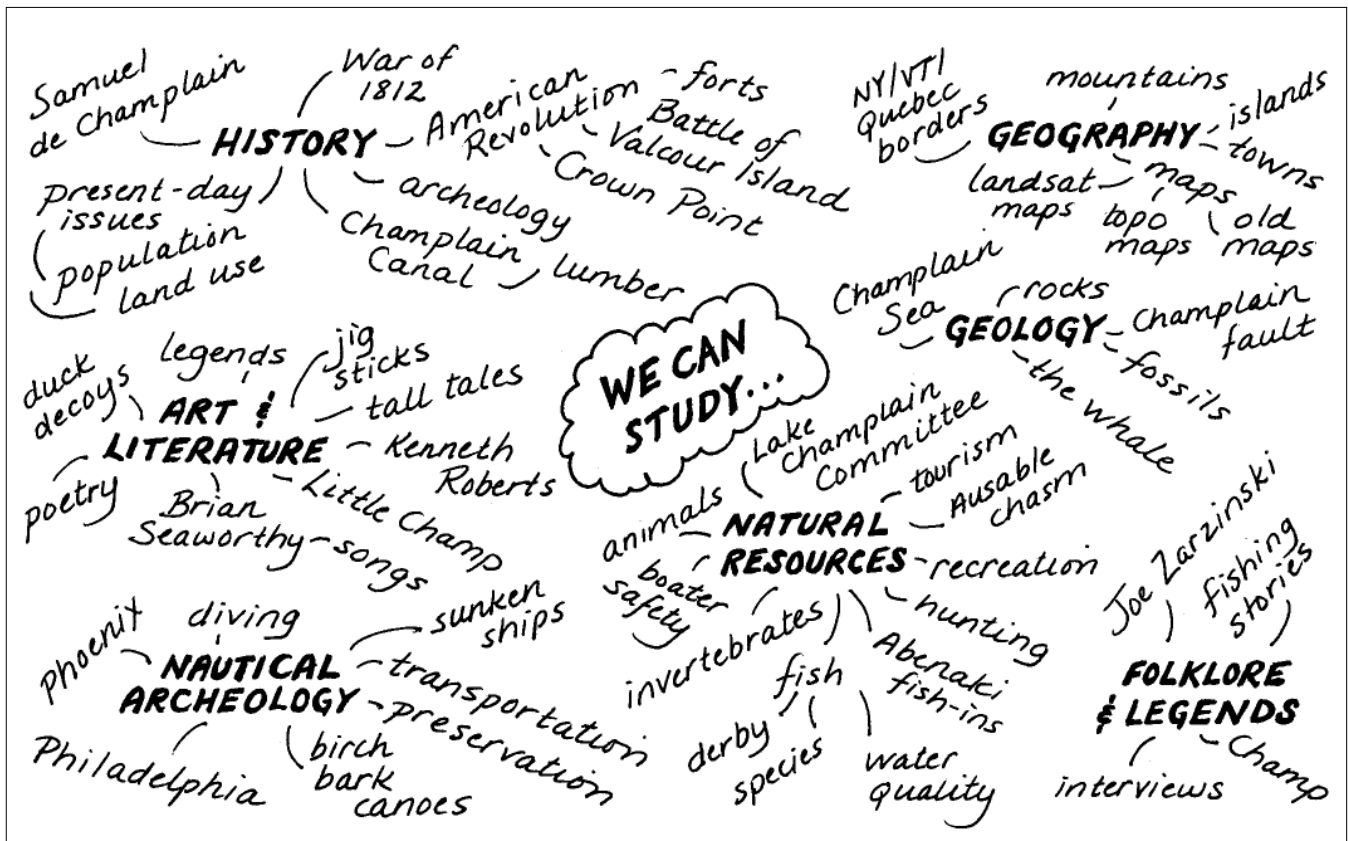 Samuel
de Champlain
War of
1812
HISTORY
American
Revolution
forts
Battle of
Valcour Island
Crown Point
archeology
Champlain
Canal
lumber
present-day
issues
population
land use
NY/VT/
Quebec
borders
mountains
GEOGRAPHY
islands
towns
maps
landsat
maps
topo
maps
old
maps
Champlain
Sea
rocks
GEOLOGY
Champlain
fault
fossils
the whale
WE CAN
STUDY...
duck
decoys
legends
jig
sticks
ART &
LITERATURE
tall tales
Kenneth
Roberts
poetry
Brian
Seaworthy
songs
Little Champ
Lake
Champlain
Committee
tourism
Ausable
chasm
animals
NATURAL
RESOURCES
recreation
boater
safety
invertebrates
hunting
Abenaki
fish-ins
fish
derby
species
water
quality
Phoenix
diving
sunken
ships
NAUTICAL
ARCHEOLOGY
transportation
preservation
Philadelphia
birch
bark
canoes
Joe Zarzinski
fishing
stories
FOLKLORE
& LEGENDS
interviews
Champ